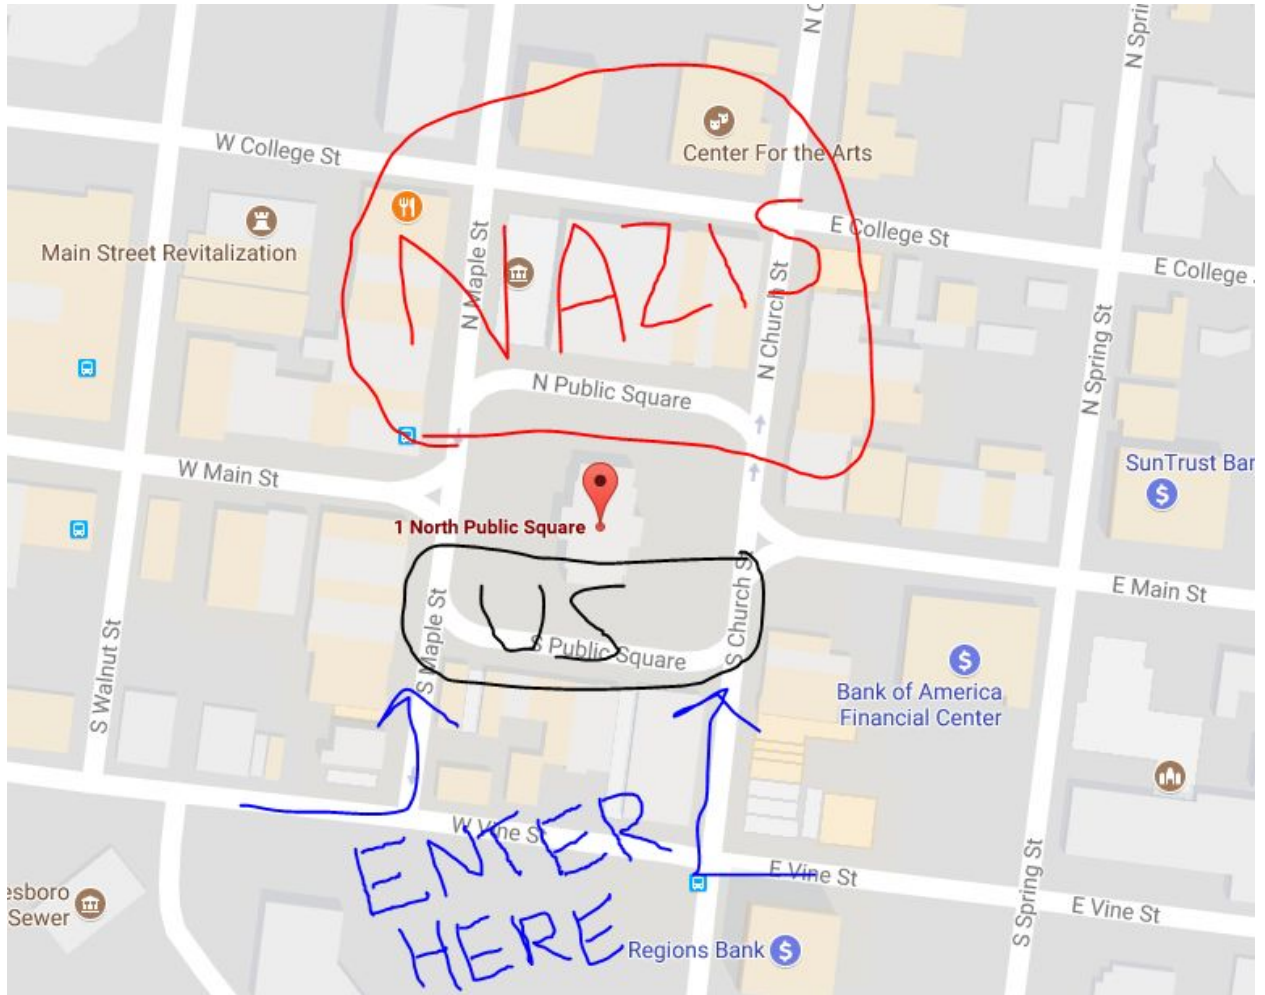 N C
N Spri
W College St
Center For the Arts
Main Street Revitalization
N Maple St
NAZIS
E College St
N Church St
E College
N Spring St
N Public Square
W Main St
SunTrust Bar
1 North Public Square
US
S Public Square
S Maple St
S Church St
E Main St
S Walnut St
Bank of America
Financial Center
W Vine St
ENTER
HERE
E Vine St
S Spring St
E Vine St
esboro
Sewer
Regions Bank